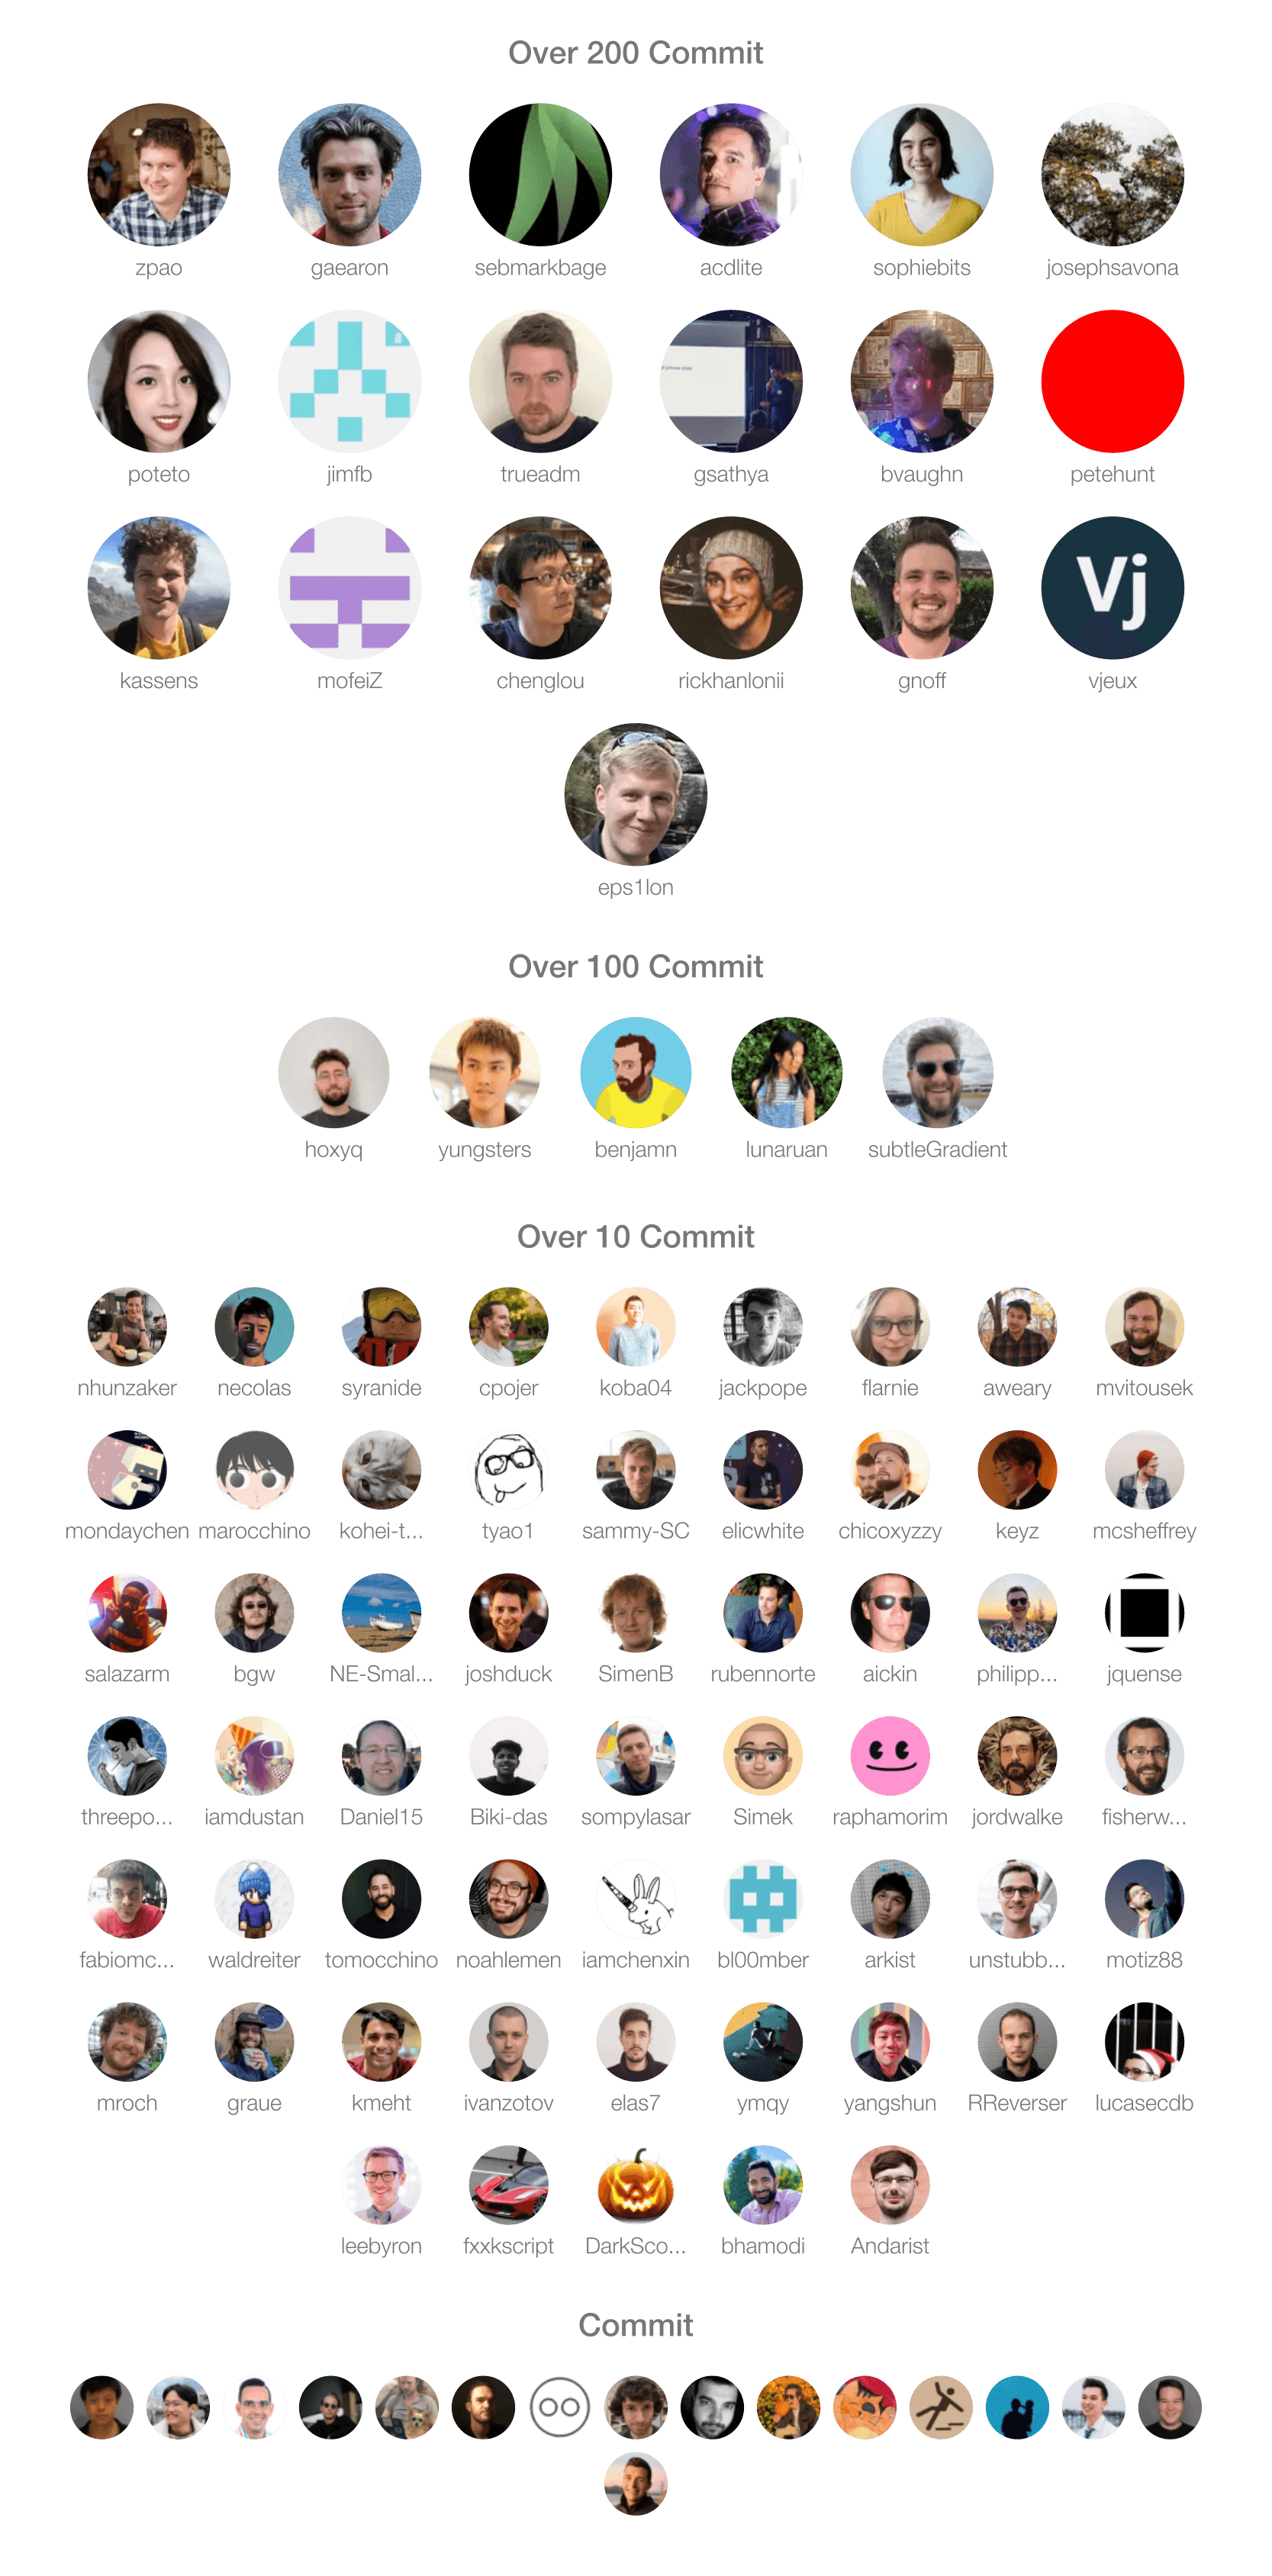 Over 200 Commit
zpao gaearon sebmarkbage acdlite sophiebits josephsavona
poteto jimfb trueadm gsathya bvaughn petehunt
Vj
kassens mofeiZ chenglou rickhanlonii gnoff vjeux
eps1lon
Over 100 Commit
hoxyq yungsters benjamn lunaruan subtleGradient
Over 10 Commit
nhunzaker necolas syranide cpojer koba04 jackpope flarnie aweary mvitousek
mondaychen marocchino kohei-t... tyao1 sammy-SC elicwhite chicoxyzzy keyz mcsheffrey
salazarm bgw NE-Smal... joshduck SimenB rubennorte aickin philipp... jquense
threepo... iamdustan Daniel15 Biki-das sompylasar Simek raphamorim jordwalke fisherw...
fabiomc... waldreiter tomocchino noahlemen iamchenxin bl00mber arkist unstubb... motiz88
mroch graue kmeht ivanzotov elas7 ymqy yangshun RReverser lucasecdb
leebyron fxxkscript DarkSco... bhamodi Andarist
Commit